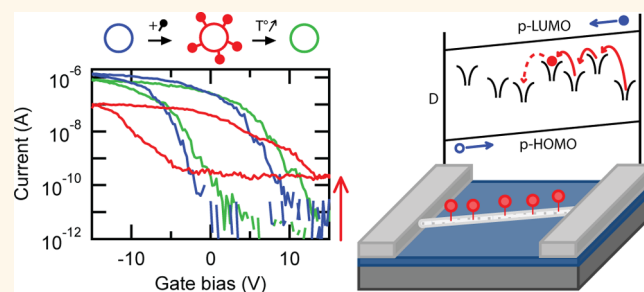 + T°↗
p-LUMO
D
p-HOMO
Current (A)
10⁻⁶
10⁻⁸
10⁻¹⁰
10⁻¹²
-10 0 10
Gate bias (V)